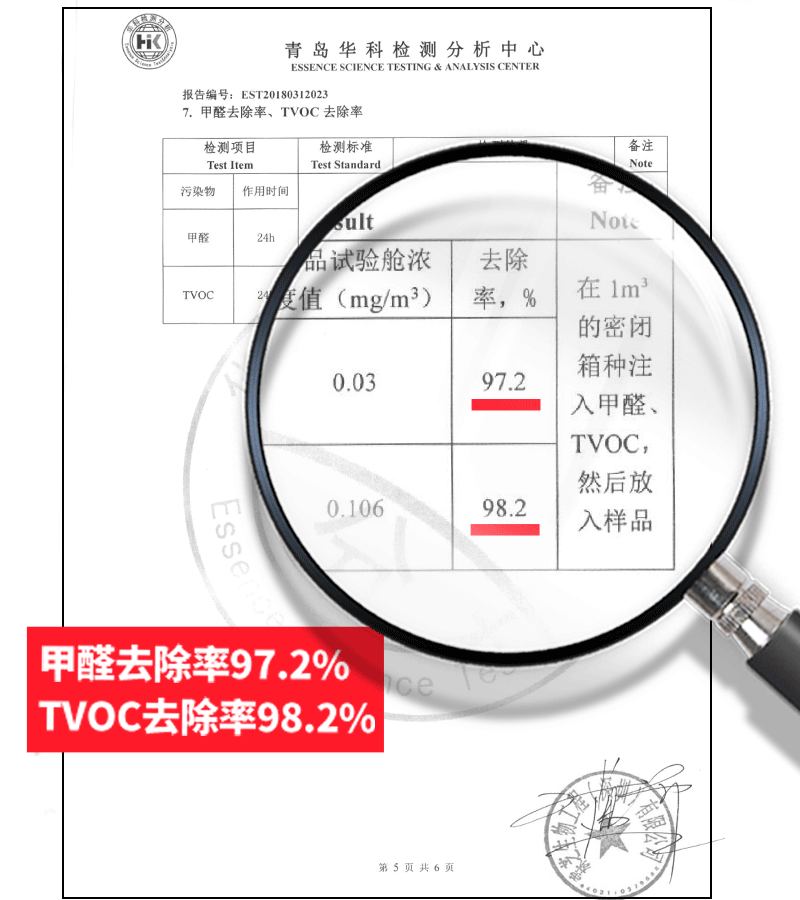 青岛华科检测分析中心
ESSENCE SCIENCE TESTING & ANALYSIS CENTER
报告编号：EST20180312023
7. 甲醛去除率、TVOC 去除率
检测项目
Test Item
检测标准
Test Standard
备注
Note
污染物
作用时间
甲醛
24h
TVOC
24
sult
备注
Note
品试验舱浓
度值（mg/m³）
去除
率，%
0.03
97.2
0.106
98.2
在 1m³
的密闭
箱种注
入甲醛、
TVOC，
然后放
入样品
Essence
nce Tes
甲醛去除率97.2%
TVOC去除率98.2%
第 5 页 共 6 页